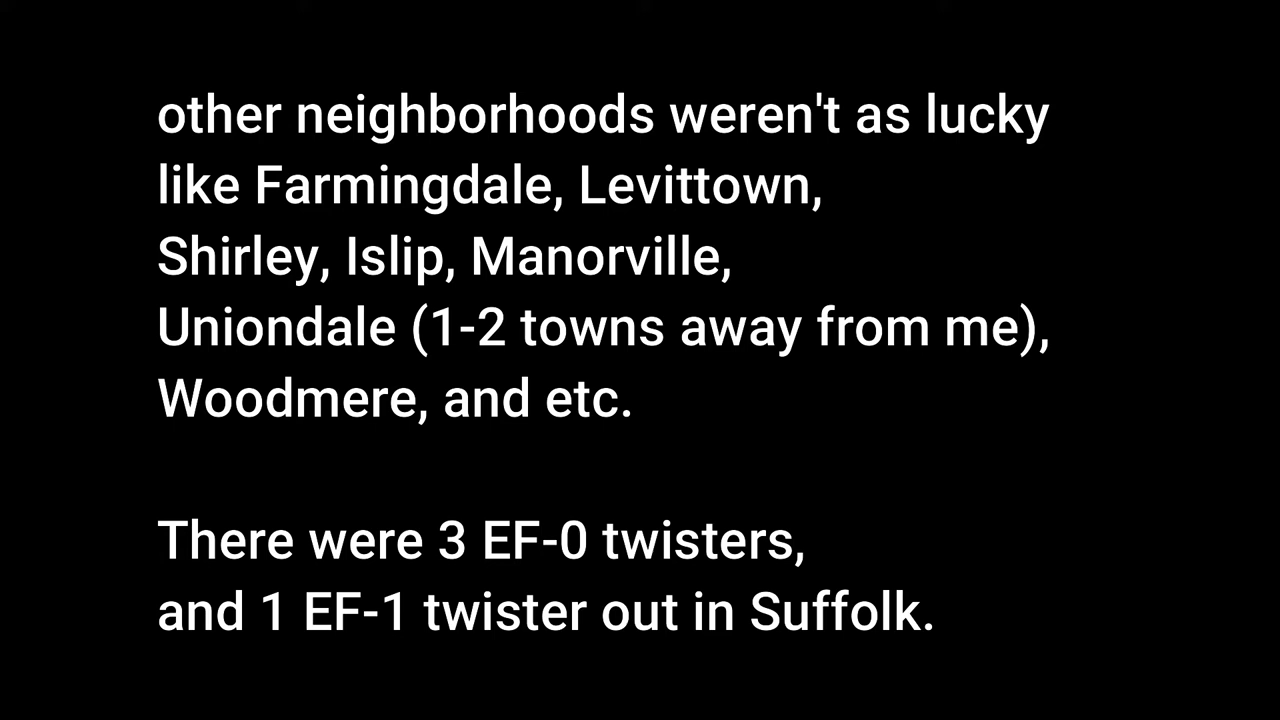 other neighborhoods weren't as lucky
like Farmingdale, Levittown,
Shirley, Islip, Manorville,
Uniondale (1-2 towns away from me),
Woodmere, and etc.
There were 3 EF-0 twisters,
and 1 EF-1 twister out in Suffolk.